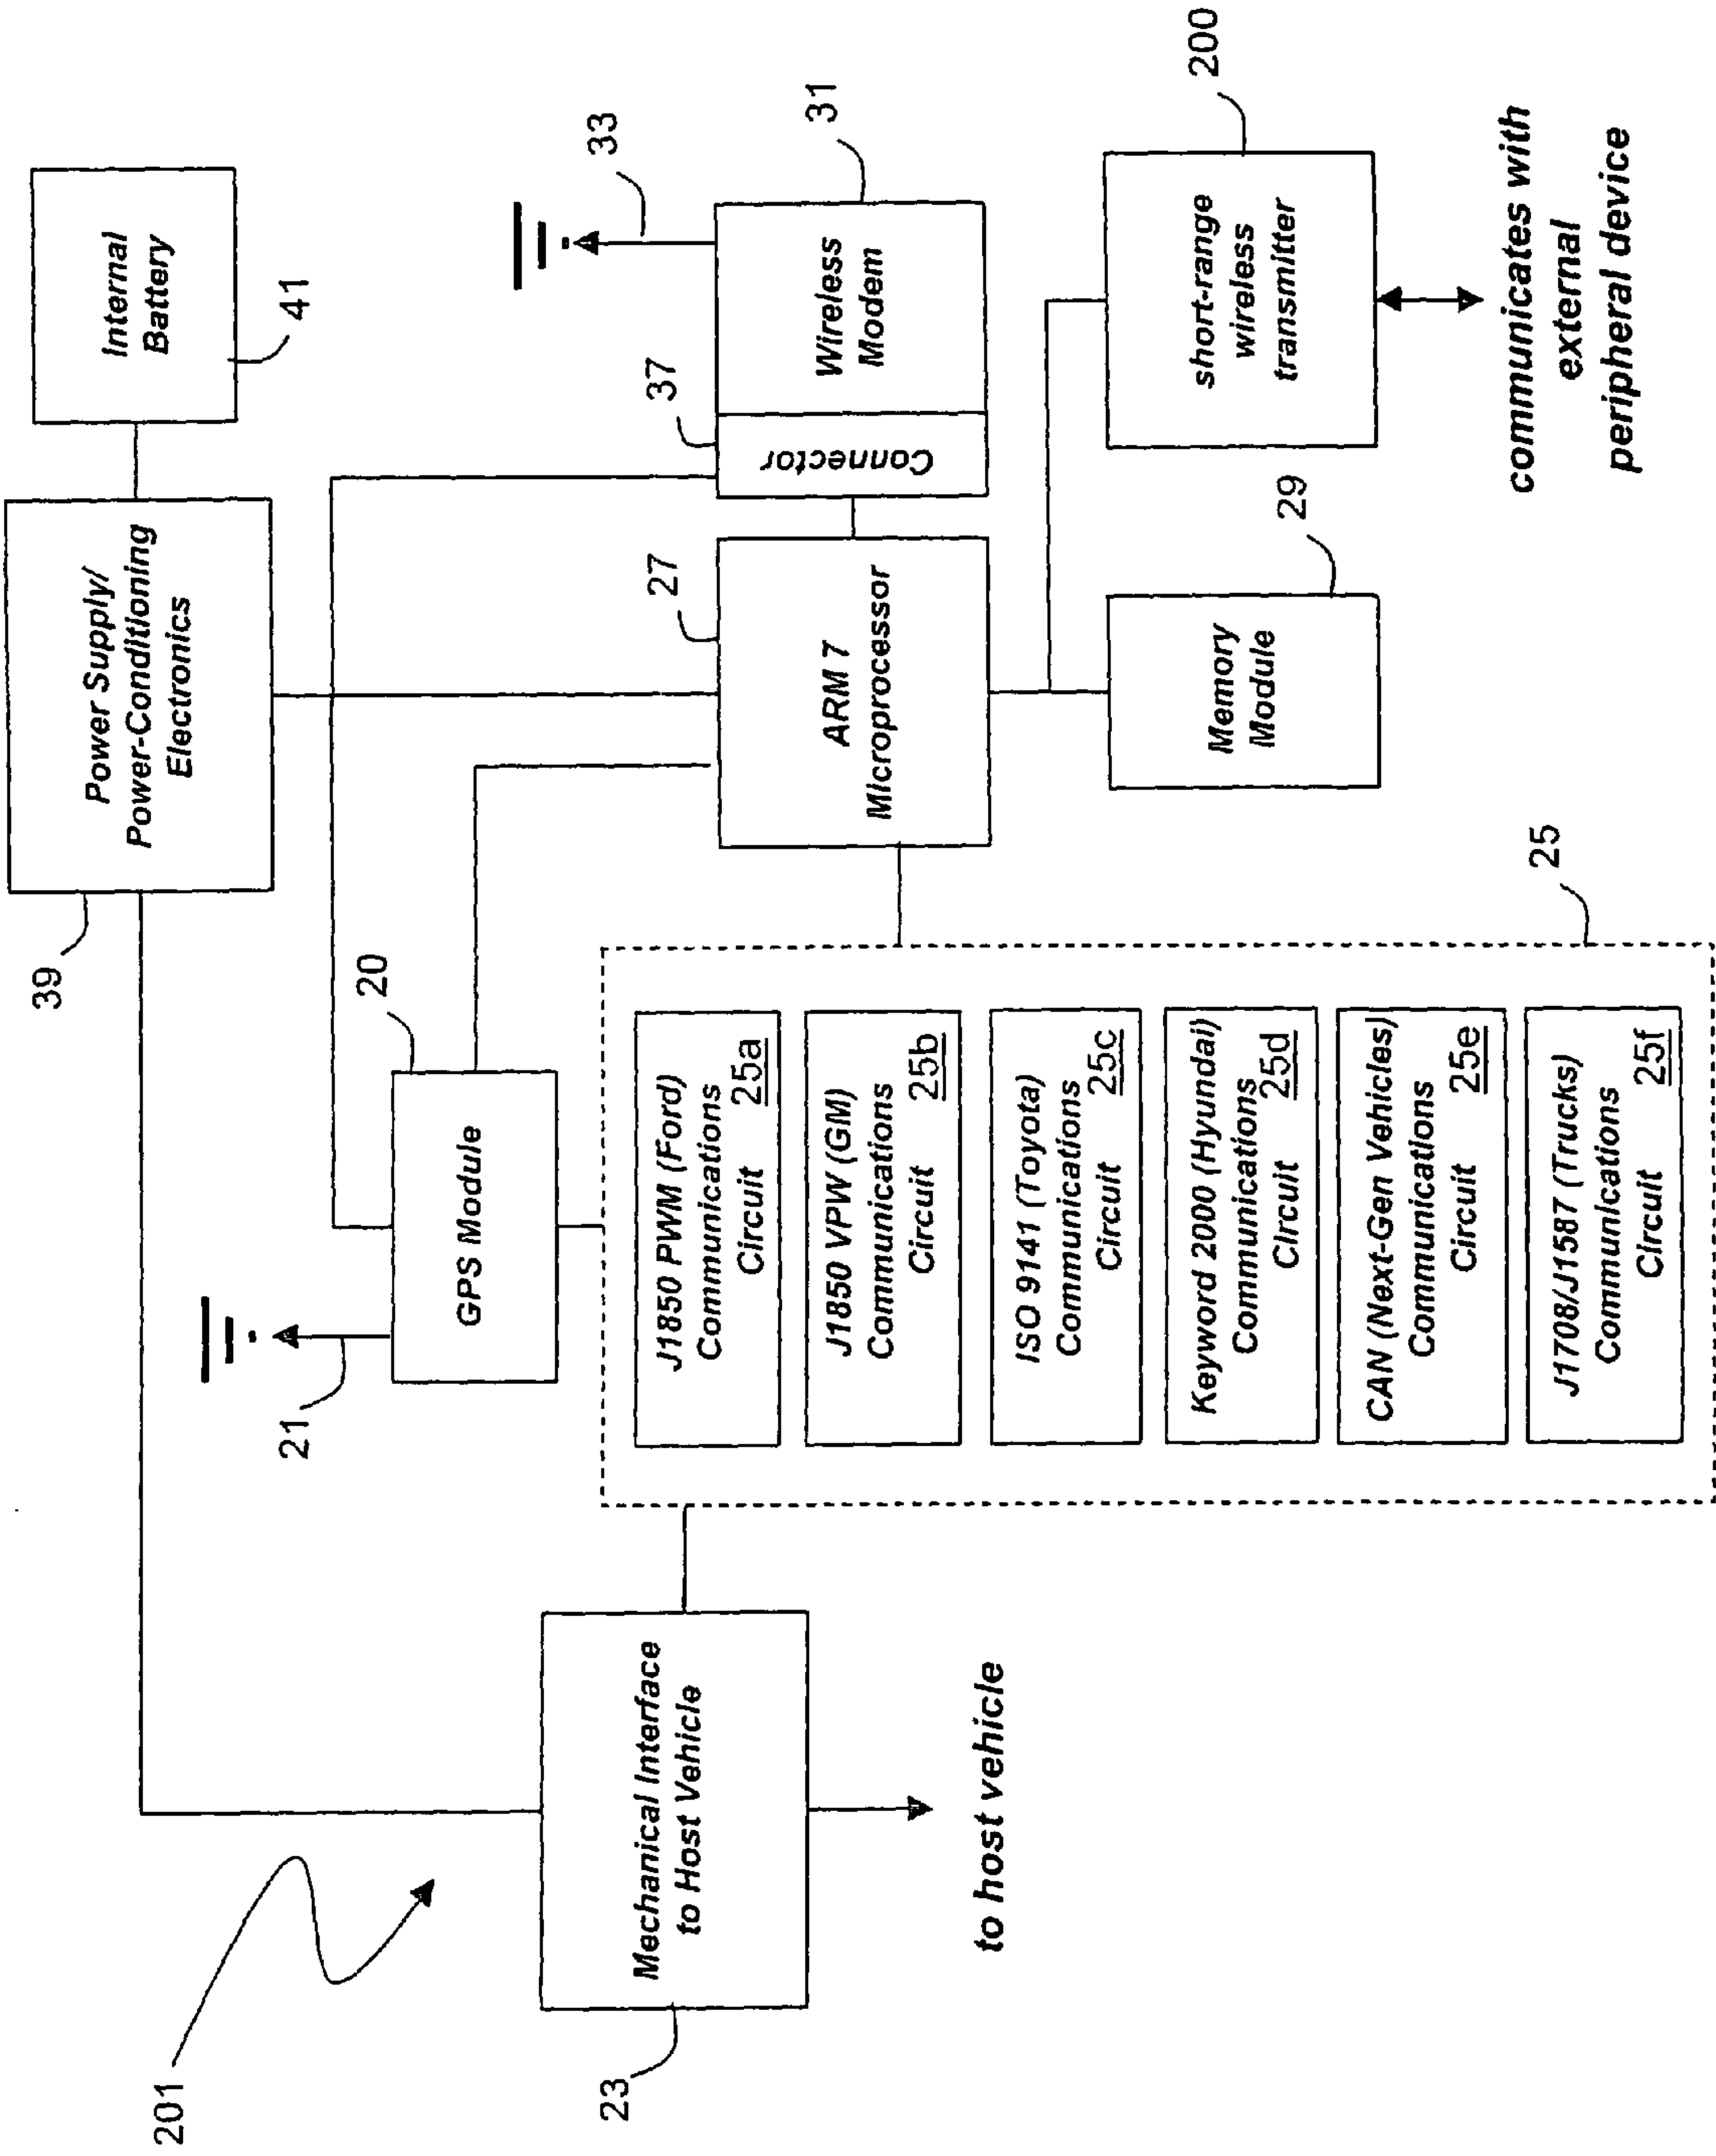 201
39
Power Supply/
Power-Conditioning
Electronics
Internal
Battery
41
21
20
GPS Module
33
23
Mechanical Interface
to Host Vehicle
to host vehicle
J1850 PWM (Ford)
Communications
Circuit 25a
J1850 VPW (GM)
Communications
Circuit 25b
ISO 9141 (Toyota)
Communications
Circuit 25c
Keyword 2000 (Hyundai)
Communications
Circuit 25d
CAN (Next-Gen Vehicles)
Communications
Circuit 25e
J1708/J1587 (Trucks)
Communications
Circuit 25f
25
27
ARM 7
Microprocessor
37
Connector
Wireless
Modem
31
Memory
Module
29
short-range
wireless
transmitter
200
communicates with
external
peripheral device